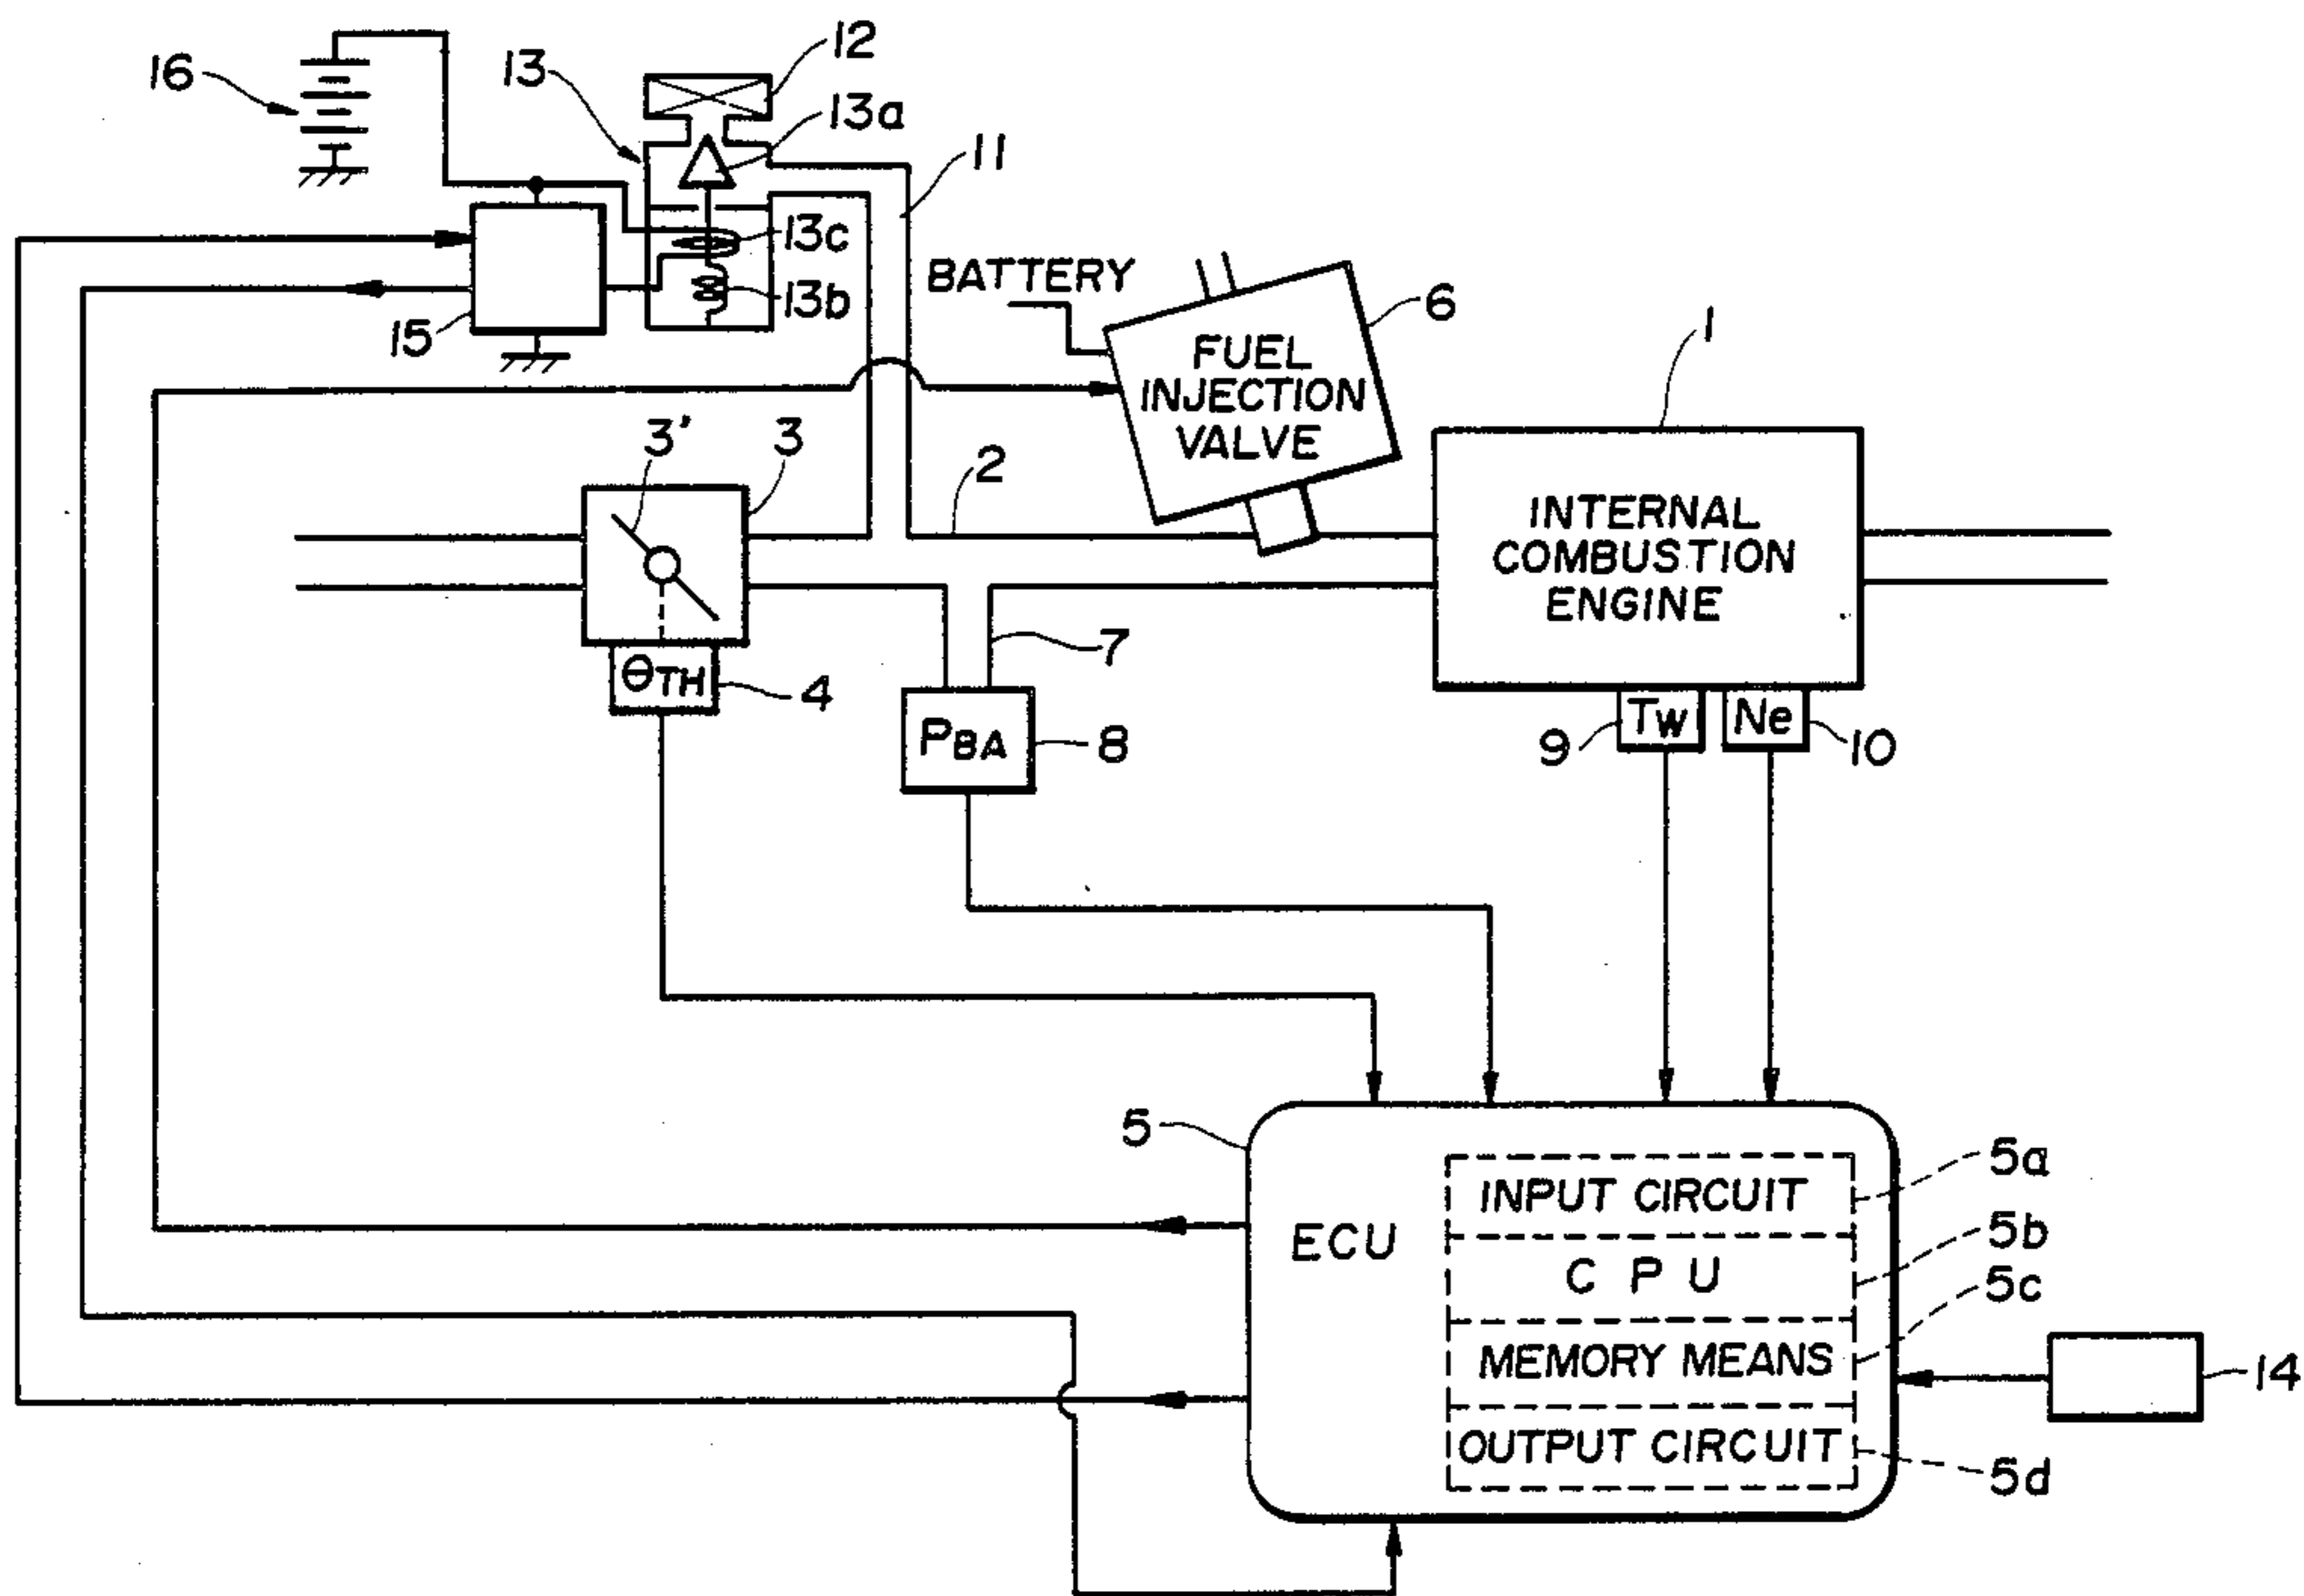 12
16
13
13a
11
13c
BATTERY
13b
6
1
15
FUEL
INJECTION
VALVE
3'
3
2
INTERNAL
COMBUSTION
ENGINE
7
θTH
4
PBA
8
TW
Ne
9
10
5
5a
INPUT CIRCUIT
5b
ECU
CPU
5c
MEMORY MEANS
14
OUTPUT CIRCUIT
5d